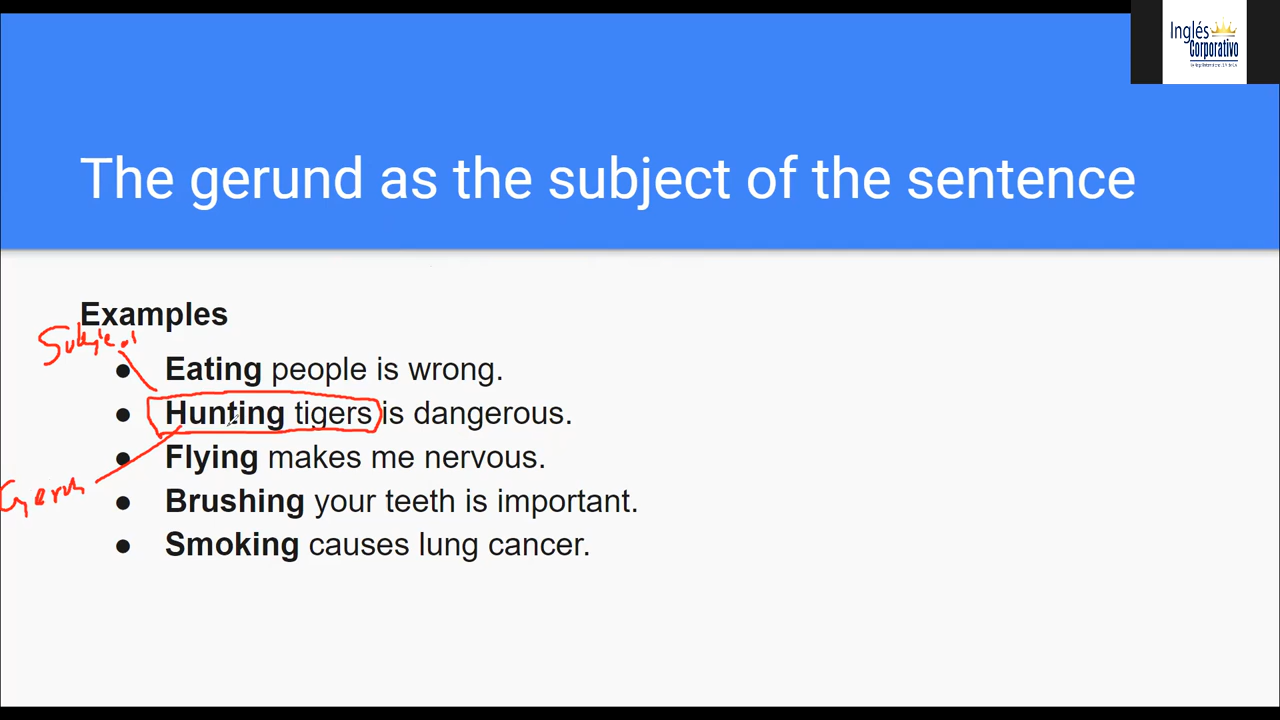 Inglés
Corporativo
The gerund as the subject of the sentence
Examples
Subject
● Eating people is wrong.
● Hunting tigers is dangerous.
● Flying makes me nervous.
Gerun
● Brushing your teeth is important.
● Smoking causes lung cancer.